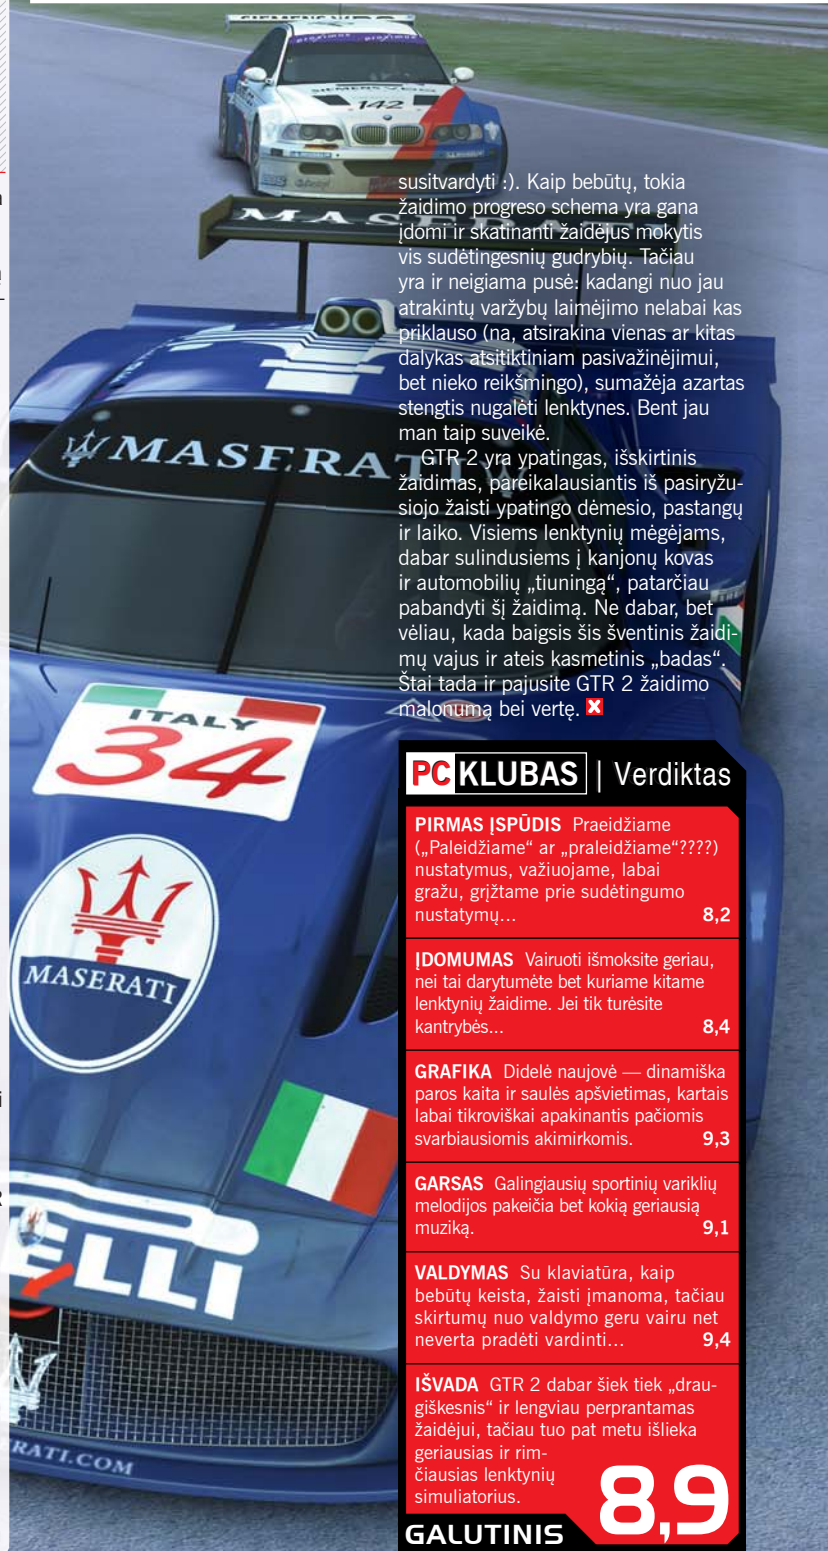 SIEMENS VDO
proximus
proximus
SIEMENS VDO
142
MASERATI
MASERATI
ITALY
34
MASERATI
ELLI
RATI.COM
susitvardyti :). Kaip bebūtų, tokia
žaidimo progreso schema yra gana
įdomi ir skatinanti žaidėjus mokytis
vis sudėtingesnių gudrybių. Tačiau
yra ir neigiama pusė: kadangi nuo jau
atrakintų varžybų laimėjimo nelabai kas
priklauso (na, atsirakina vienas ar kitas
dalykas atsitiktiniam pasivažinėjimui,
bet nieko reikšmingo), sumažėja azartas
stengtis nugalėti lenktynes. Bent jau
man taip suveikė.
GTR 2 yra ypatingas, išskirtinis
žaidimas, pareikalausiantis iš pasiryžu-
siojo žaisti ypatingo dėmesio, pastangų
ir laiko. Visiems lenktynių mėgėjams,
dabar sulindusiems į kanjonų kovas
ir automobilių „tiuningą“, patarčiau
pabandyti šį žaidimą. Ne dabar, bet
vėliau, kada baigsis šis šventinis žaidi-
mų vajus ir ateis kasmetinis „badas“.
Štai tada ir pajusite GTR 2 žaidimo
malonumą bei vertę. X
PC KLUBAS | Verdiktas
PIRMAS ĮSPŪDIS Praeidžiame
(„Paleidžiame“ ar „praleidžiame“????)
nustatymus, važiuojame, labai
gražu, grįžtame prie sudėtingumo
nustatymų... 8,2
ĮDOMUMAS Vairuoti išmoksite geriau,
nei tai darytumėte bet kuriame kitame
lenktynių žaidime. Jei tik turėsite
kantrybės... 8,4
GRAFIKA Didelė naujovė — dinamiška
paros kaita ir saulės apšvietimas, kartais
labai tikroviškai apakinantis pačiomis
svarbiausiomis akimirkomis. 9,3
GARSAS Galingiausių sportinių variklių
melodijos pakeičia bet kokią geriausią
muziką. 9,1
VALDYMAS Su klaviatūra, kaip
bebūtų keista, žaisti įmanoma, tačiau
skirtumų nuo valdymo geru vairu net
neverta pradėti vardinti... 9,4
IŠVADA GTR 2 dabar šiek tiek „drau-
giškesnis“ ir lengviau perprantamas
žaidėjui, tačiau tuo pat metu išlieka
geriausias ir rim-
čiausias lenktynių
simuliatorius.
GALUTINIS 8,9